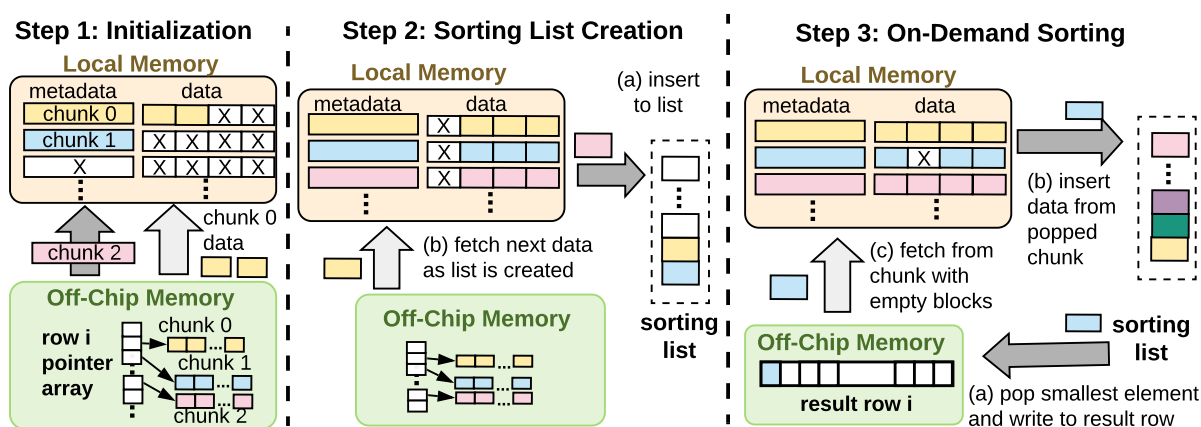 Step 1: Initialization
Local Memory
metadata
data
chunk 0
X X
chunk 1
X X X X
X
X X X X
chunk 2
chunk 0
data
Off-Chip Memory
row i
pointer
array
chunk 0
...
chunk 1
...
...
chunk 2
Step 2: Sorting List Creation
Local Memory
metadata
data
X
X
X
(a) insert
to list
(b) fetch next data
as list is created
Off-Chip Memory
...
...
...
sorting
list
Step 3: On-Demand Sorting
Local Memory
metadata
data
X
(b) insert
data from
popped
chunk
(c) fetch from
chunk with
empty blocks
Off-Chip Memory
result row i
sorting
list
(a) pop smallest element
and write to result row